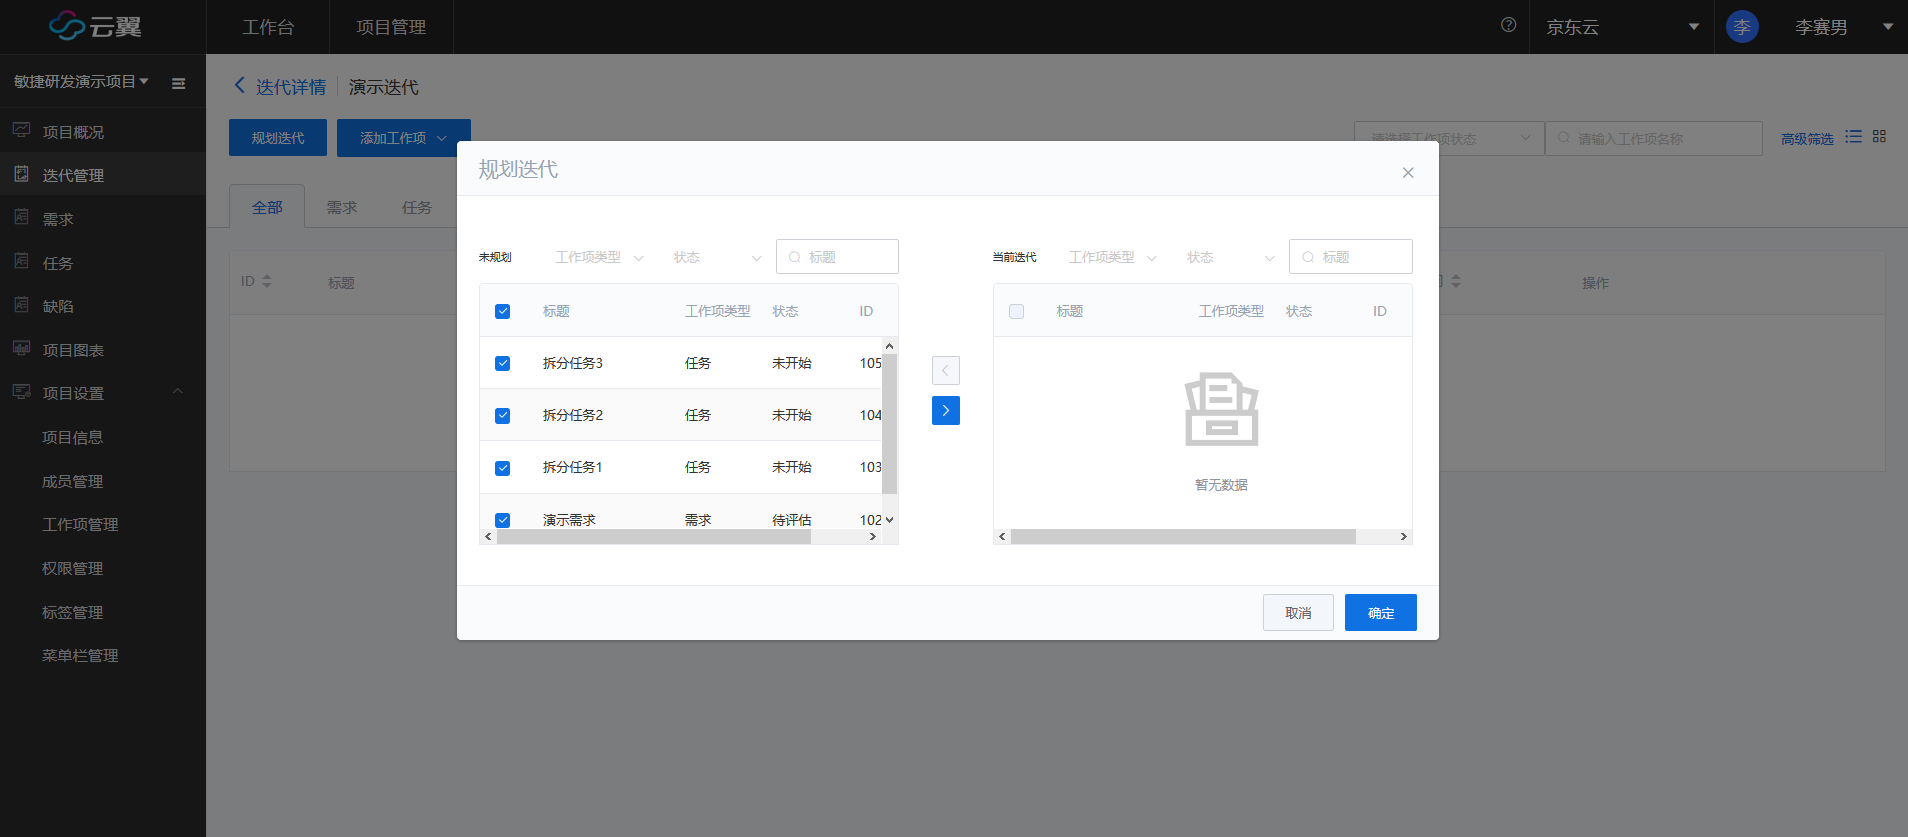 云翼
工作台
项目管理
京东云
李
李赛男
敏捷研发演示项目
项目概况
迭代管理
需求
任务
缺陷
项目图表
项目设置
项目信息
成员管理
工作项管理
权限管理
标签管理
菜单栏管理
迭代详情 演示迭代
规划迭代 添加工作项
请选择工作项状态 请输入工作项名称 高级筛选
全部 需求 任务
ID 标题 操作
规划迭代
未规划 工作项类型 状态 标题
标题 工作项类型 状态 ID
拆分任务3 任务 未开始 105
拆分任务2 任务 未开始 104
拆分任务1 任务 未开始 103
演示需求 需求 待评估 102
当前迭代 工作项类型 状态 标题
标题 工作项类型 状态 ID
暂无数据
取消 确定